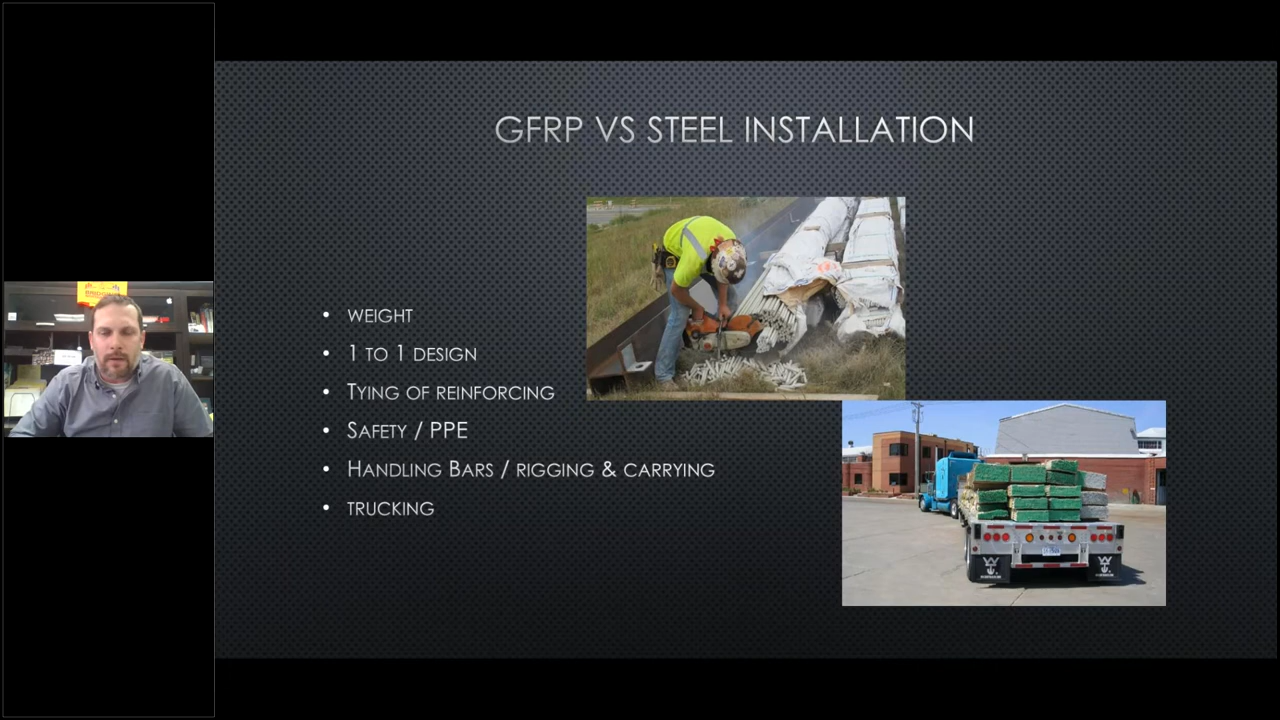 GFRP VS STEEL INSTALLATION
• WEIGHT
• 1 TO 1 DESIGN
• TYING OF REINFORCING
• SAFETY / PPE
• HANDLING BARS / RIGGING & CARRYING
• TRUCKING